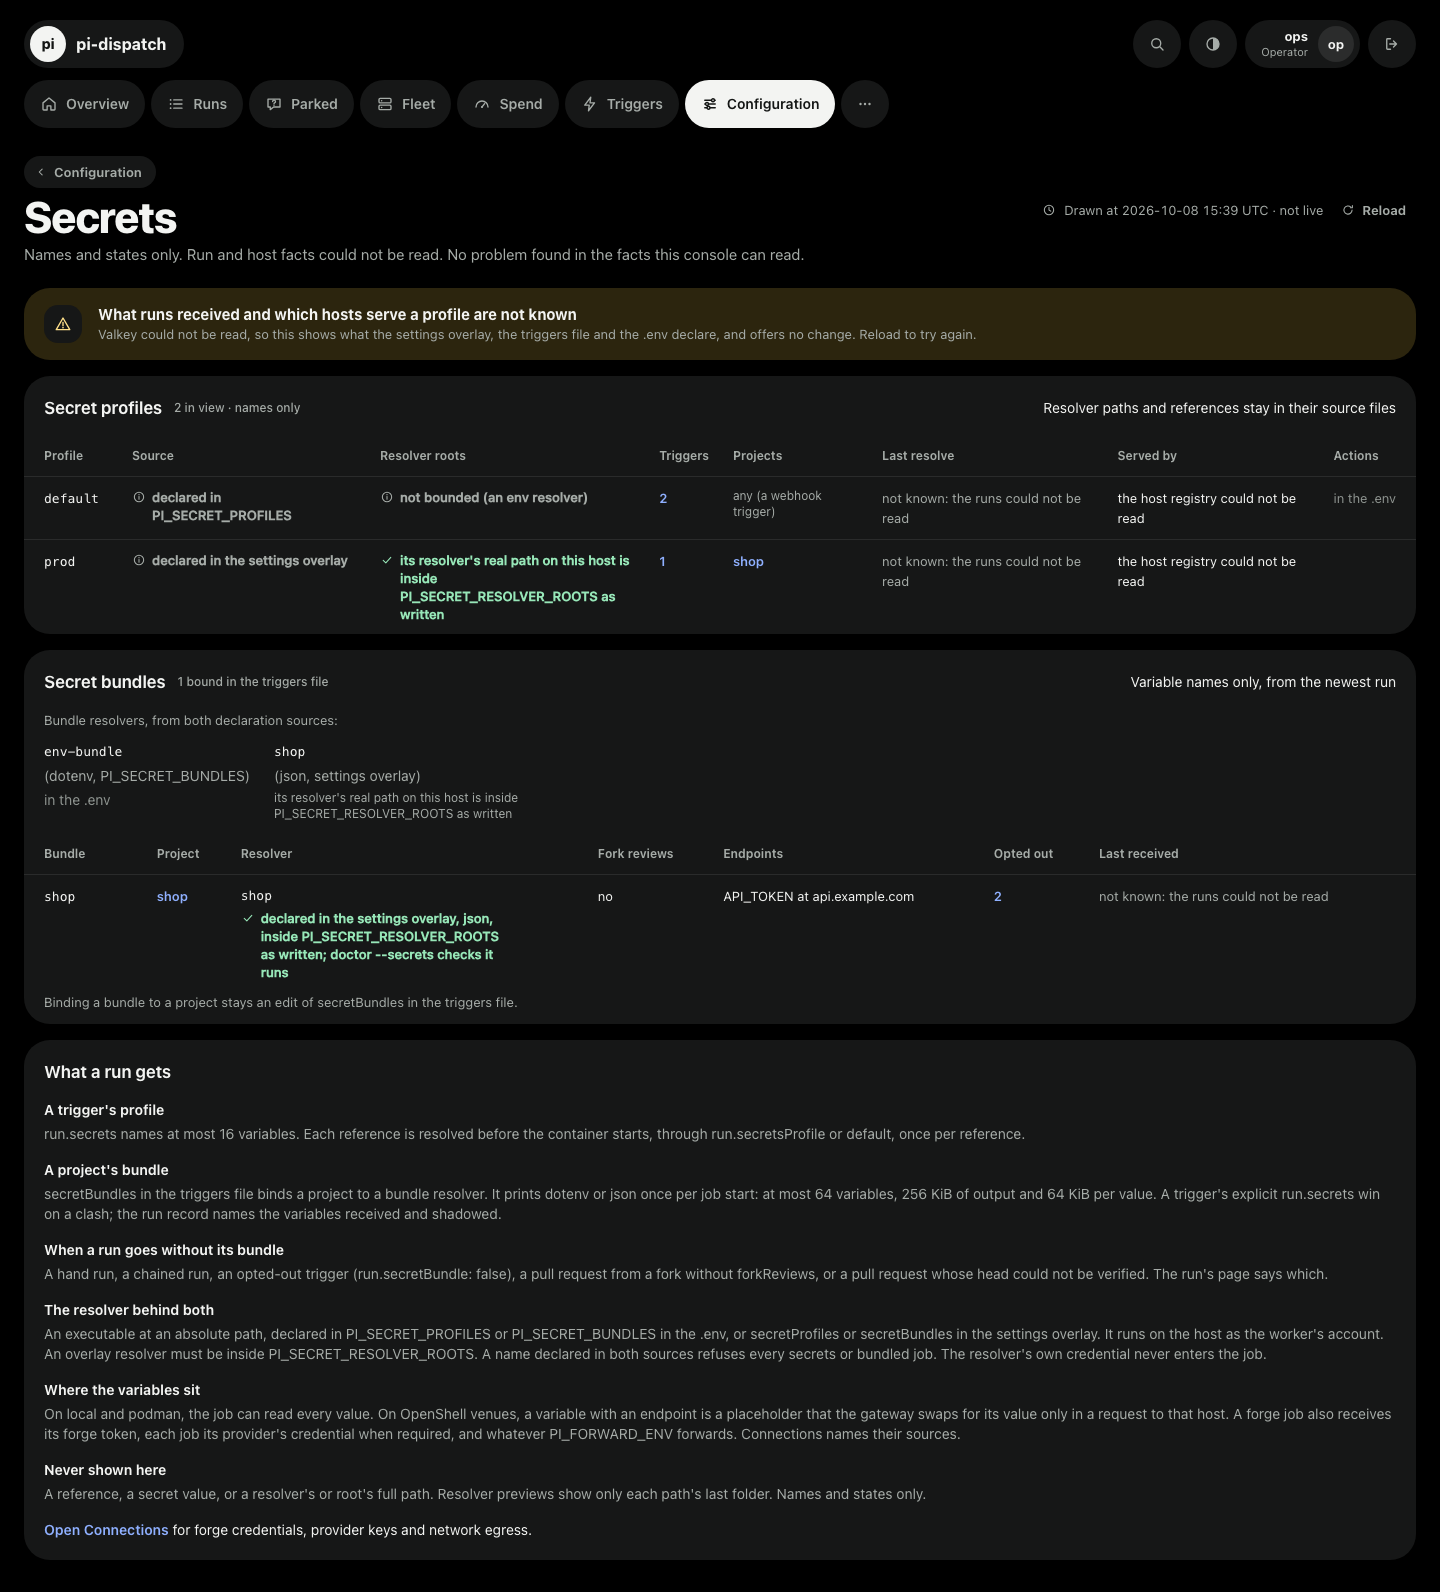 pi pi-dispatch
ops
Operator
op
Overview Runs Parked Fleet Spend Triggers Configuration ···
Configuration
Secrets
Drawn at 2026-10-08 15:39 UTC · not live Reload
Names and states only. Run and host facts could not be read. No problem found in the facts this console can read.
What runs received and which hosts serve a profile are not known
Valkey could not be read, so this shows what the settings overlay, the triggers file and the .env declare, and offers no change. Reload to try again.
Secret profiles 2 in view · names only Resolver paths and references stay in their source files
Profile Source Resolver roots Triggers Projects Last resolve Served by Actions
default declared in PI_SECRET_PROFILES not bounded (an env resolver) 2 any (a webhook trigger) not known: the runs could not be read the host registry could not be read in the .env
prod declared in the settings overlay its resolver's real path on this host is inside PI_SECRET_RESOLVER_ROOTS as written 1 shop not known: the runs could not be read the host registry could not be read
Secret bundles 1 bound in the triggers file Variable names only, from the newest run
Bundle resolvers, from both declaration sources:
env-bundle
(dotenv, PI_SECRET_BUNDLES)
in the .env
shop
(json, settings overlay)
its resolver's real path on this host is inside
PI_SECRET_RESOLVER_ROOTS as written
Bundle Project Resolver Fork reviews Endpoints Opted out Last received
shop shop shop no API_TOKEN at api.example.com 2 not known: the runs could not be read
declared in the settings overlay, json,
inside PI_SECRET_RESOLVER_ROOTS
as written; doctor --secrets checks it
runs
Binding a bundle to a project stays an edit of secretBundles in the triggers file.
What a run gets
A trigger's profile
run.secrets names at most 16 variables. Each reference is resolved before the container starts, through run.secretsProfile or default, once per reference.
A project's bundle
secretBundles in the triggers file binds a project to a bundle resolver. It prints dotenv or json once per job start: at most 64 variables, 256 KiB of output and 64 KiB per value. A trigger's explicit run.secrets win
on a clash; the run record names the variables received and shadowed.
When a run goes without its bundle
A hand run, a chained run, an opted-out trigger (run.secretBundle: false), a pull request from a fork without forkReviews, or a pull request whose head could not be verified. The run's page says which.
The resolver behind both
An executable at an absolute path, declared in PI_SECRET_PROFILES or PI_SECRET_BUNDLES in the .env, or secretProfiles or secretBundles in the settings overlay. It runs on the host as the worker's account.
An overlay resolver must be inside PI_SECRET_RESOLVER_ROOTS. A name declared in both sources refuses every secrets or bundled job. The resolver's own credential never enters the job.
Where the variables sit
On local and podman, the job can read every value. On OpenShell venues, a variable with an endpoint is a placeholder that the gateway swaps for its value only in a request to that host. A forge job also receives
its forge token, each job its provider's credential when required, and whatever PI_FORWARD_ENV forwards. Connections names their sources.
Never shown here
A reference, a secret value, or a resolver's or root's full path. Resolver previews show only each path's last folder. Names and states only.
Open Connections for forge credentials, provider keys and network egress.